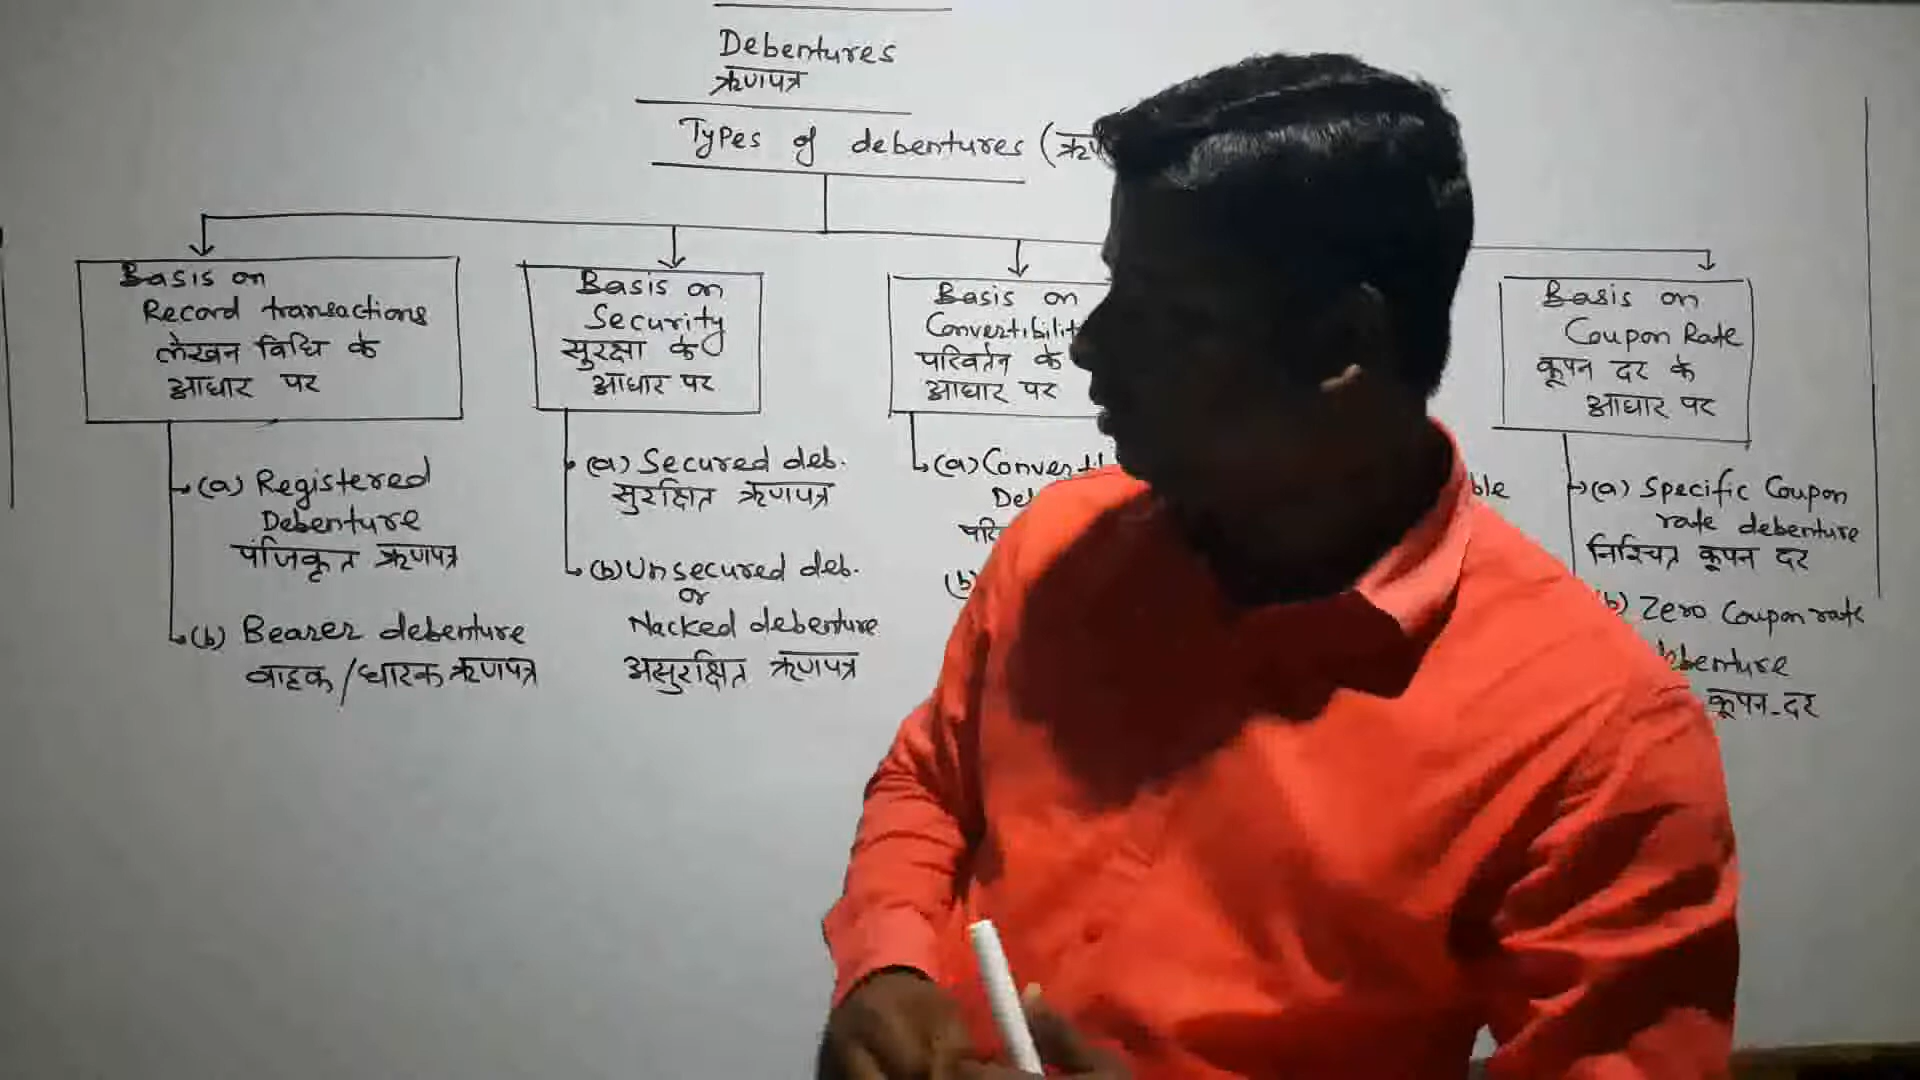 Debentures
ऋणपत्र
Types of debentures
Basis on
Record transactions
लेखन विधि के
आधार पर
(a) Registered
Debenture
पंजिकृत ऋणपत्र
(b) Bearer debenture
वाहक/धारक ऋणपत्र
Basis on
Security
सुरक्षा के
आधार पर
(a) Secured deb.
सुरक्षित ऋणपत्र
(b) Unsecured deb.
or
Nacked debenture
असुरक्षित ऋणपत्र
Basis on
परिवर्तन के
आधार पर
(a)
(b)
Basis on
Coupon Rate
कूपन दर के
आधार पर
(a) Specific Coupon
rate debenture
निश्चित कूपन दर
Zero Coupon rate
कूपन-दर